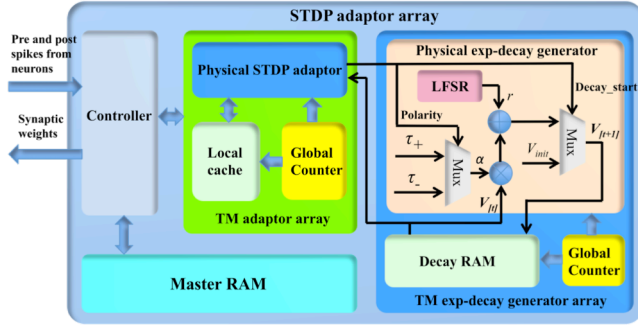 STDP adaptor array
Pre and post
spikes from
neurons
Synaptic
weights
Controller
Physical STDP adaptor
Local
cache
Global
Counter
TM adaptor array
Master RAM
Physical exp-decay generator
LFSR
r
Decay_start
Polarity
τ+
τ-
Mux
α
V[t]
Vinit
Mux
V[t+1]
Decay RAM
Global
Counter
TM exp-decay generator array